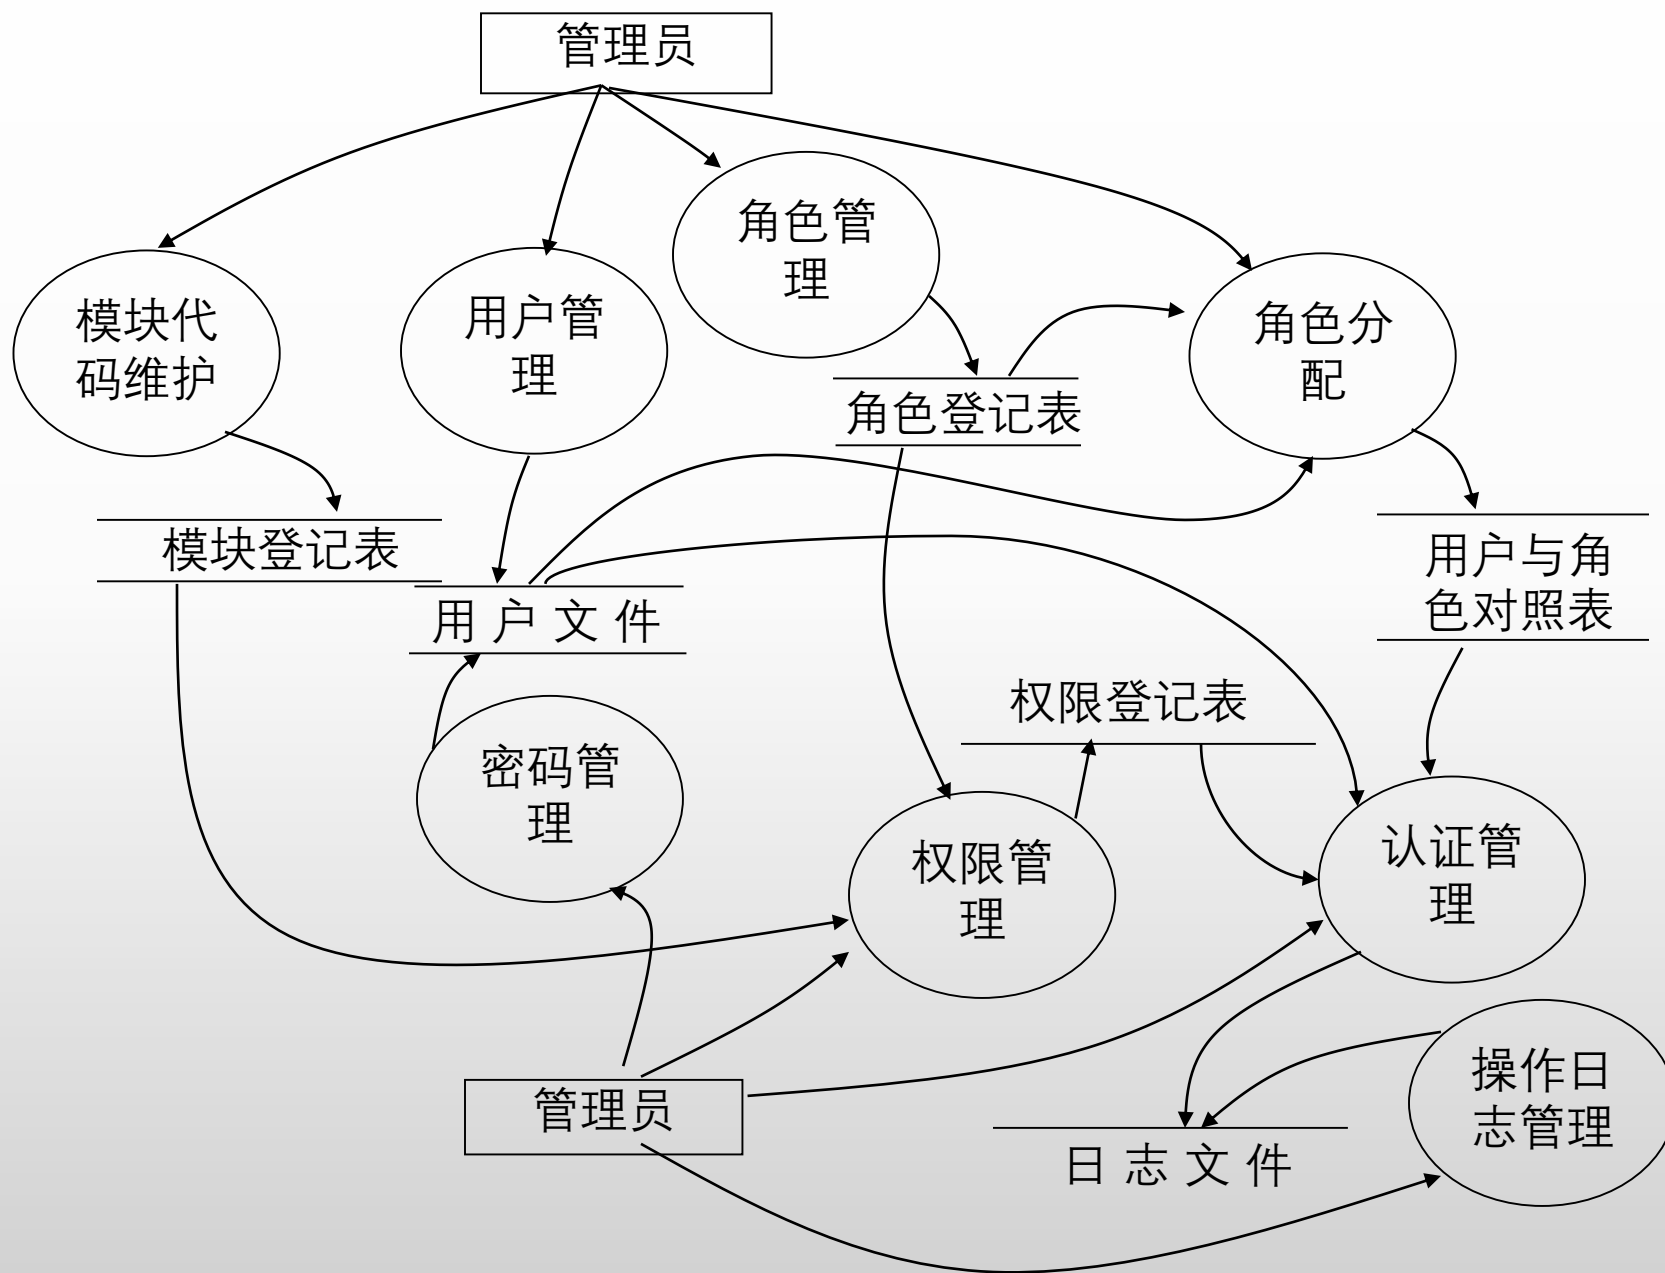 管理员
角色管
理
模块代
码维护
用户管
理
角色分
配
角色登记表
模块登记表
用户与角
色对照表
用 户 文 件
权限登记表
密码管
理
权限管
理
认证管
理
管理员
操作日
志管理
日 志 文 件